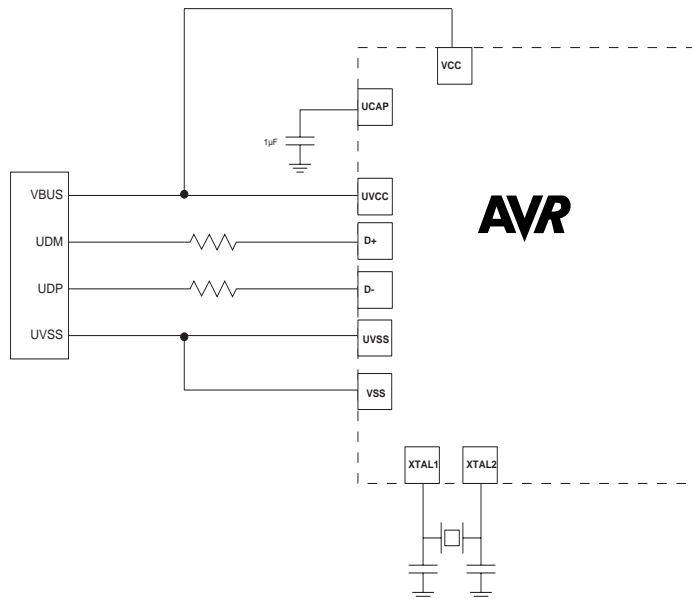 VCC
UCAP
1µF
VBUS
UVCC
AVR
UDM
D+
UDP
D-
UVSS
UVSS
VSS
XTAL1
XTAL2